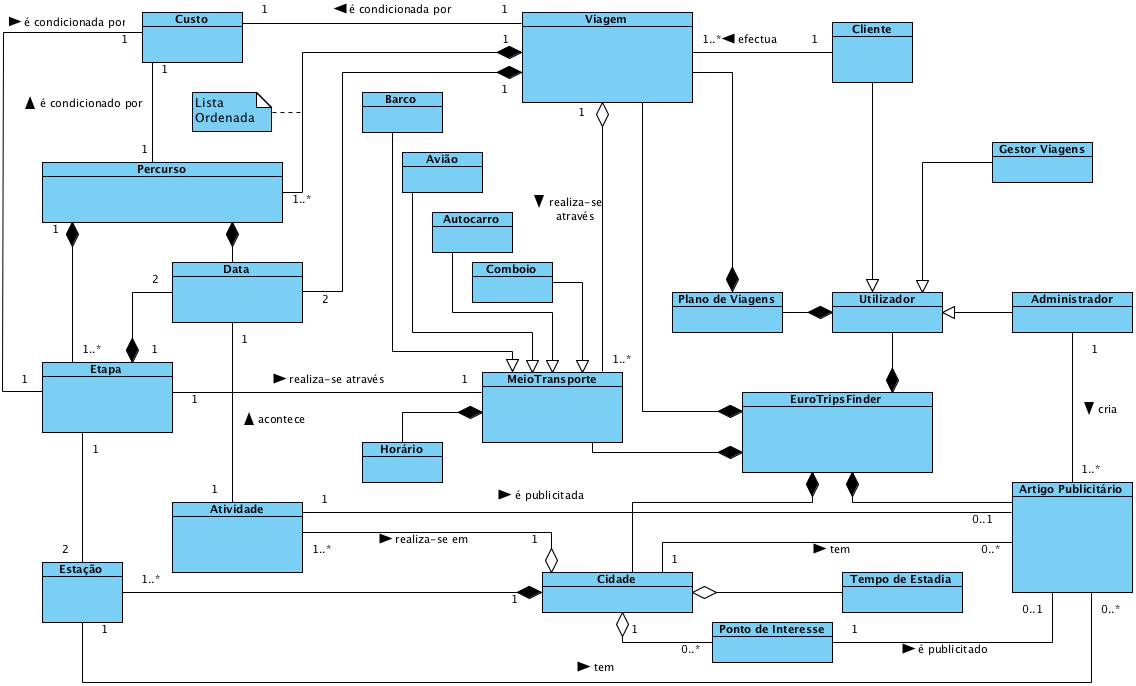 1
é condicionada por
1
Viagem
é condicionada por
Custo
1
1
1
1..*
efectua
1
Cliente
1
é condicionado por
Lista
Ordenada
1
Barco
1
1
Avião
Gestor Viagens
Percurso
1..*
realiza-se
através
1
Autocarro
Data
2
2
Comboio
Plano de Viagens
Utilizador
Administrador
1
1..*
1
1..*
1
Etapa
1
realiza-se através
1
MeioTransporte
1
EuroTripsFinder
cria
acontece
1
Horário
1..*
1
1
é publicitada
Artigo Publicitário
Atividade
0..1
2
1..*
realiza-se em
1
1
tem
0..*
Estação
1..*
1
Cidade
Tempo de Estadia
1
1
0..*
Ponto de Interesse
1
é publicitado
0..1
0..*
tem